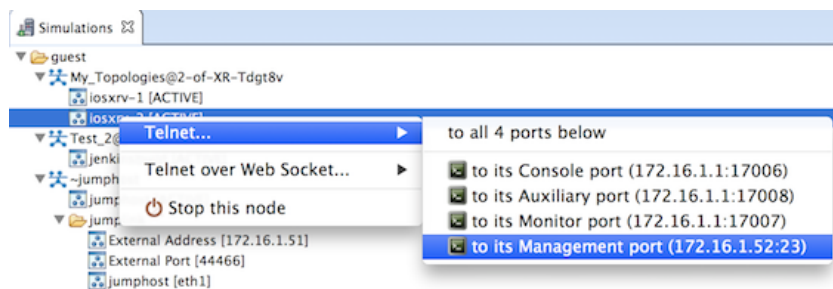 Simulations
guest
My_Topologies@2-of-XR-Tdgt8v
iosxrv-1 [ACTIVE]
Telnet...
to all 4 ports below
Test_2@
Telnet over Web Socket...
to its Console port (172.16.1.1:17006)
~jumph
to its Auxiliary port (172.16.1.1:17008)
Stop this node
to its Monitor port (172.16.1.1:17007)
External Address [172.16.1.51]
to its Management port (172.16.1.52:23)
External Port [44466]
jumphost [eth1]